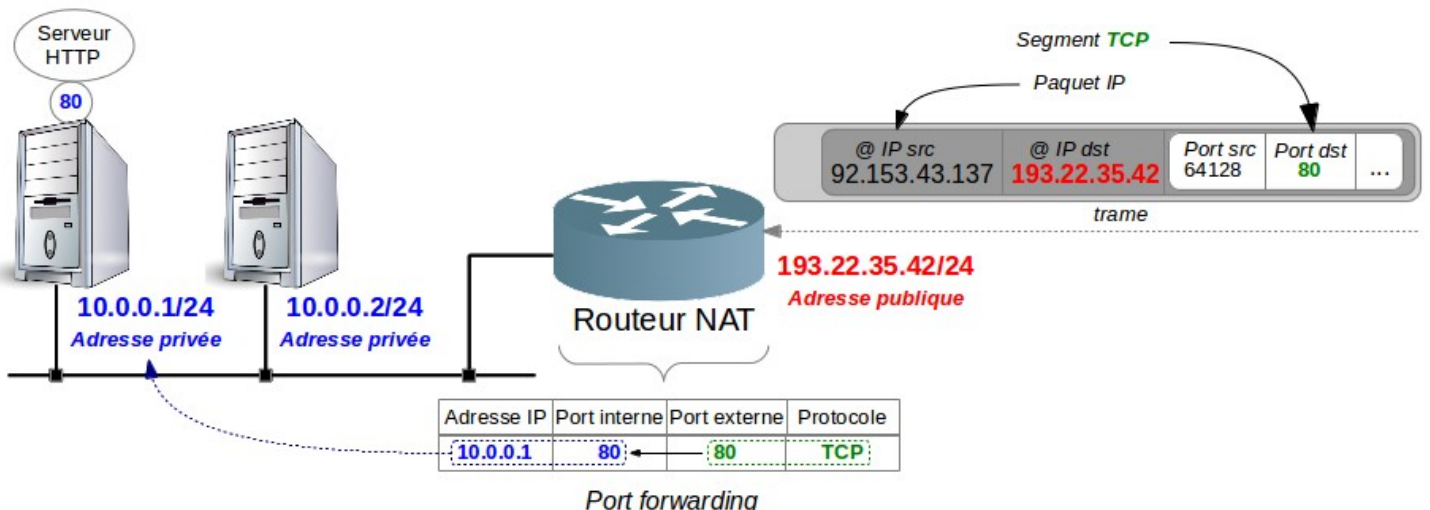 Serveur
HTTP
80
Segment TCP
Paquet IP
@ IP src
92.153.43.137
@ IP dst
193.22.35.42
Port src
64128
Port dst
80
...
trame
193.22.35.42/24
Adresse publique
10.0.0.1/24
Adresse privée
10.0.0.2/24
Adresse privée
Routeur NAT
Adresse IP Port interne Port externe Protocole
10.0.0.1 80 80 TCP
Port forwarding